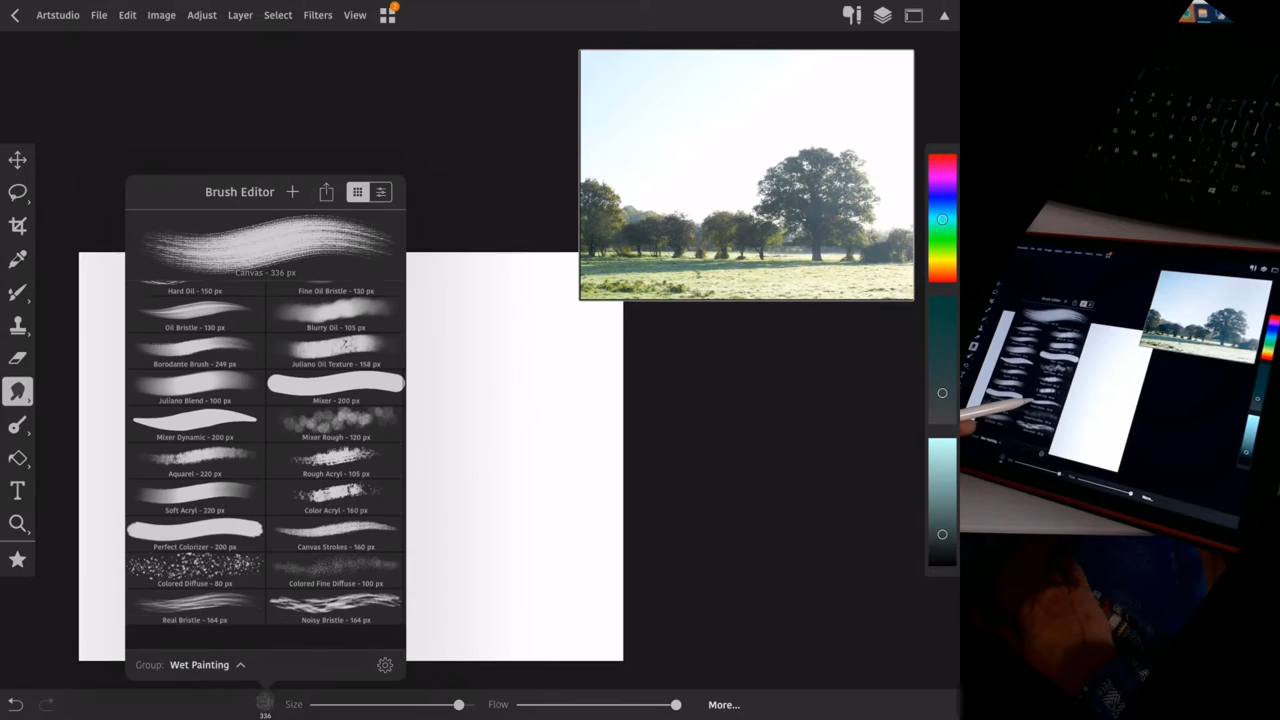 Artstudio File Edit Image Adjust Layer Select Filters View 2
Brush Editor
Canvas - 336 px
Hard Oil - 150 px Fine Oil Bristle - 130 px
Oil Bristle - 130 px Blurry Oil - 105 px
Borodante Brush - 249 px Juliano Oil Texture - 158 px
Juliano Blend - 100 px Mixer - 200 px
Mixer Dynamic - 200 px Mixer Rough - 120 px
Aquarel - 220 px Rough Acryl - 105 px
Soft Acryl - 220 px Color Acryl - 160 px
Perfect Colorizer - 200 px Canvas Strokes - 160 px
Colored Diffuse - 80 px Colored Fine Diffuse - 100 px
Real Bristle - 164 px Noisy Bristle - 164 px
Group: Wet Painting
336 Size Flow More...
Brush Editor